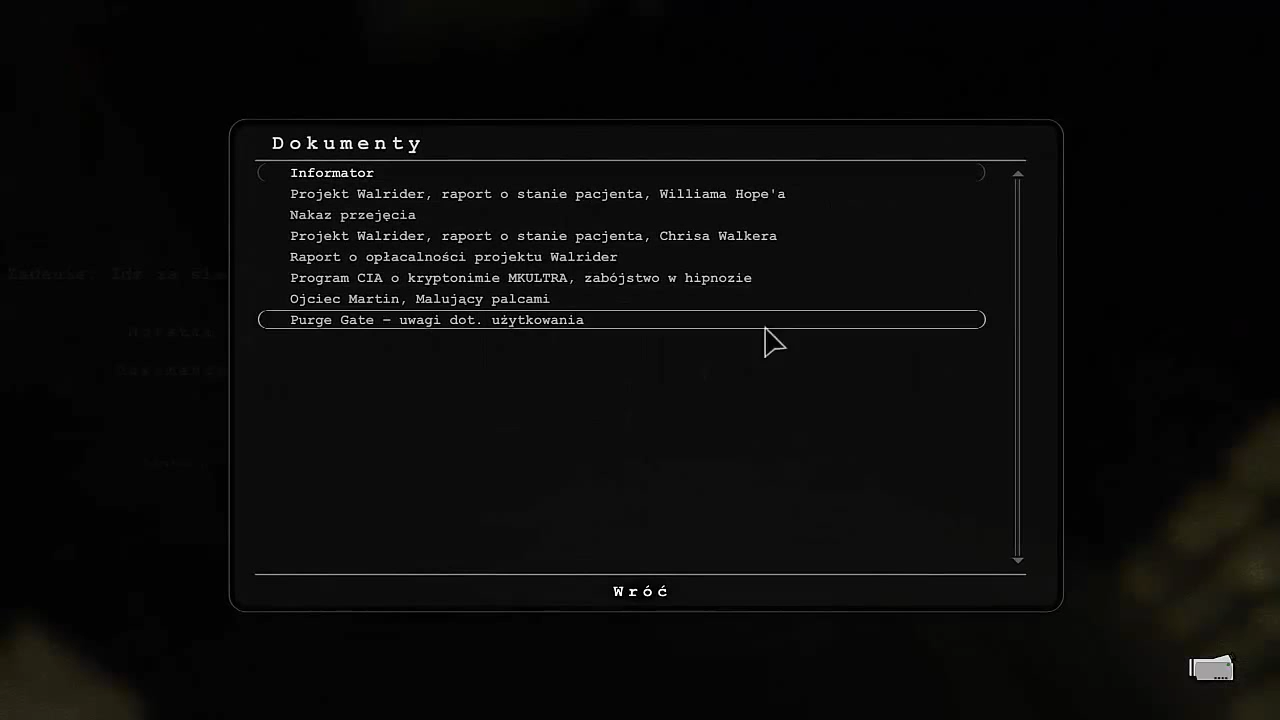 Dokumenty
Informator
Projekt Walrider, raport o stanie pacjenta, Williama Hope'a
Nakaz przejęcia
Projekt Walrider, raport o stanie pacjenta, Chrisa Walkera
Raport o opłacalności projektu Walrider
Program CIA o kryptonimie MKULTRA, zabójstwo w hipnozie
Ojciec Martin, Malujący palcami
Purge Gate – uwagi dot. użytkowania
Wróć